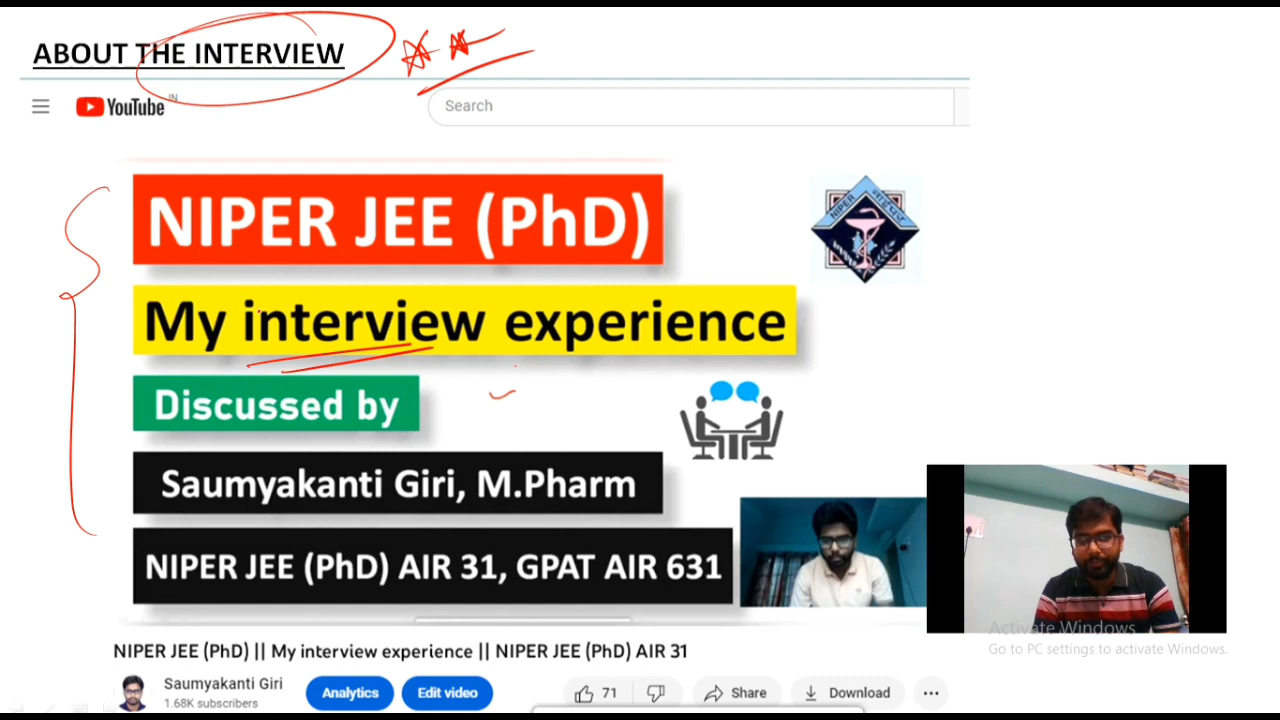 ABOUT THE INTERVIEW
YouTube IN
Search
NIPER JEE (PhD)
NIPER
My interview experience
Discussed by
Saumyakanti Giri, M.Pharm
NIPER JEE (PhD) AIR 31, GPAT AIR 631
Activate Windows
Go to PC settings to activate Windows.
NIPER JEE (PhD) || My interview experience || NIPER JEE (PhD) AIR 31
Saumyakanti Giri
1.68K subscribers
Analytics
Edit video
71
Share
Download